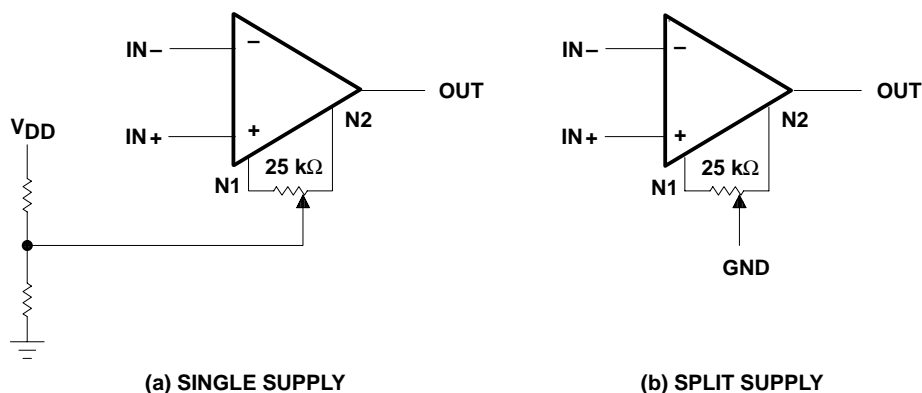 IN−
−
OUT
VDD
IN+
+
N2
25 kΩ
N1
(a) SINGLE SUPPLY
IN−
−
OUT
IN+
+
N2
25 kΩ
N1
GND
(b) SPLIT SUPPLY